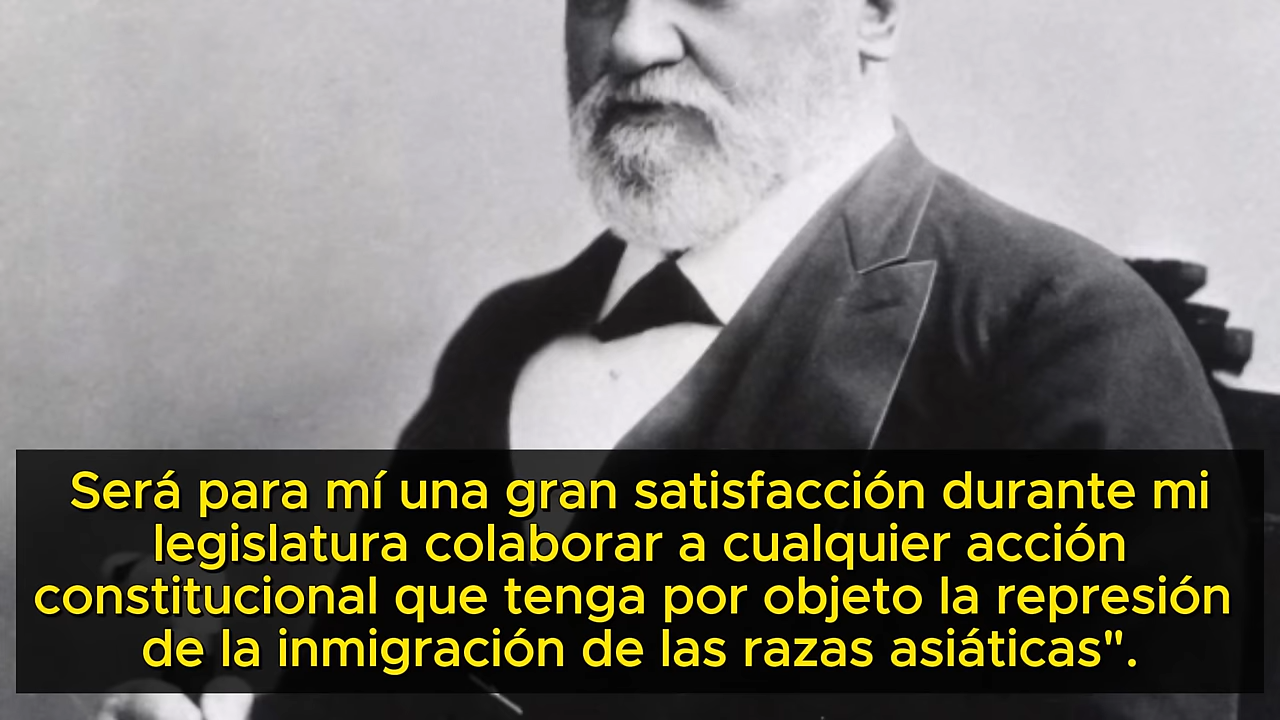 Será para mí una gran satisfacción durante mi
legislatura colaborar a cualquier acción
constitucional que tenga por objeto la represión
de la inmigración de las razas asiáticas".